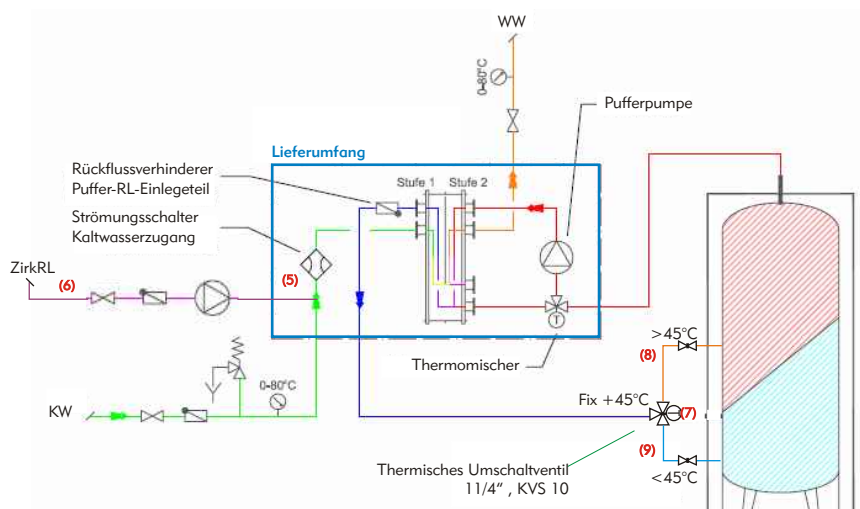 WW
0-80°C
Pufferpumpe
Lieferumfang
Rückflussverhinderer
Puffer-RL-Einlegeteil
Stufe 1
Stufe 2
Strömungsschalter
Kaltwasserzugang
ZirkRL
(6)
(5)
T
Thermomischer
>45°C
(8)
0-80°C
KW
Fix +45°C
(7)
(9)
Thermisches Umschaltventil
11/4“ , KVS 10
<45°C